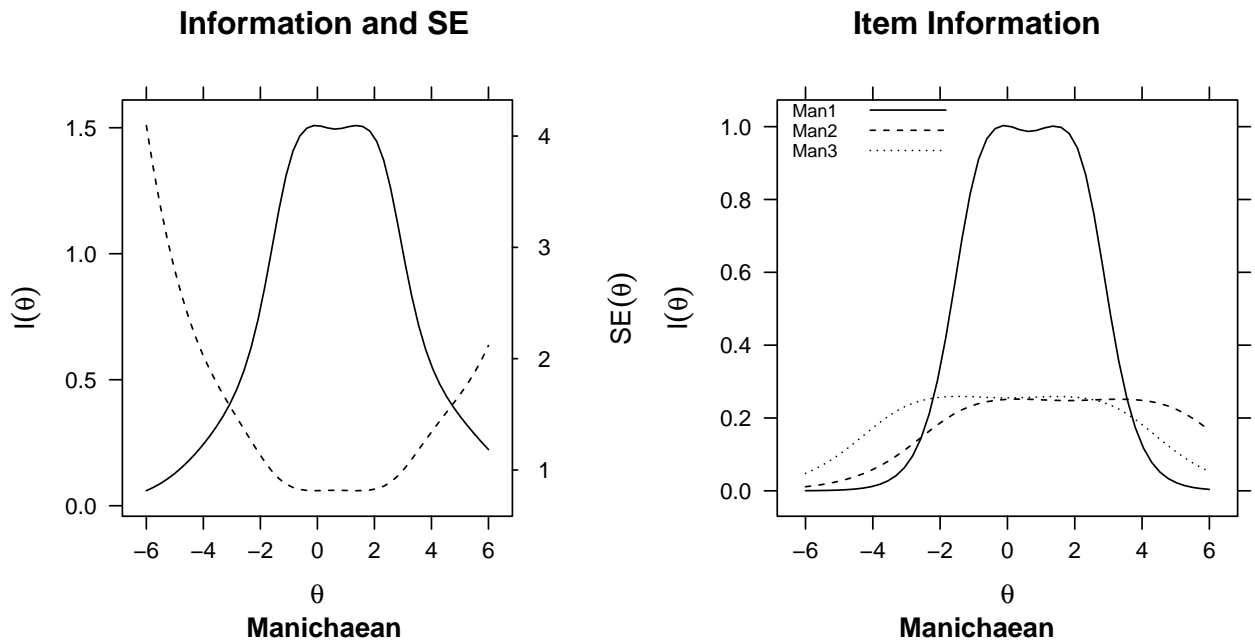 Information and SE
1.5
1.0
0.5
0.0
I(θ)
4
3
2
1
SE(θ)
−6 −4 −2 0 2 4 6
θ
Manichaean
Item Information
Man1
Man2
Man3
1.0
0.8
0.6
0.4
0.2
0.0
I(θ)
−6 −4 −2 0 2 4 6
θ
Manichaean